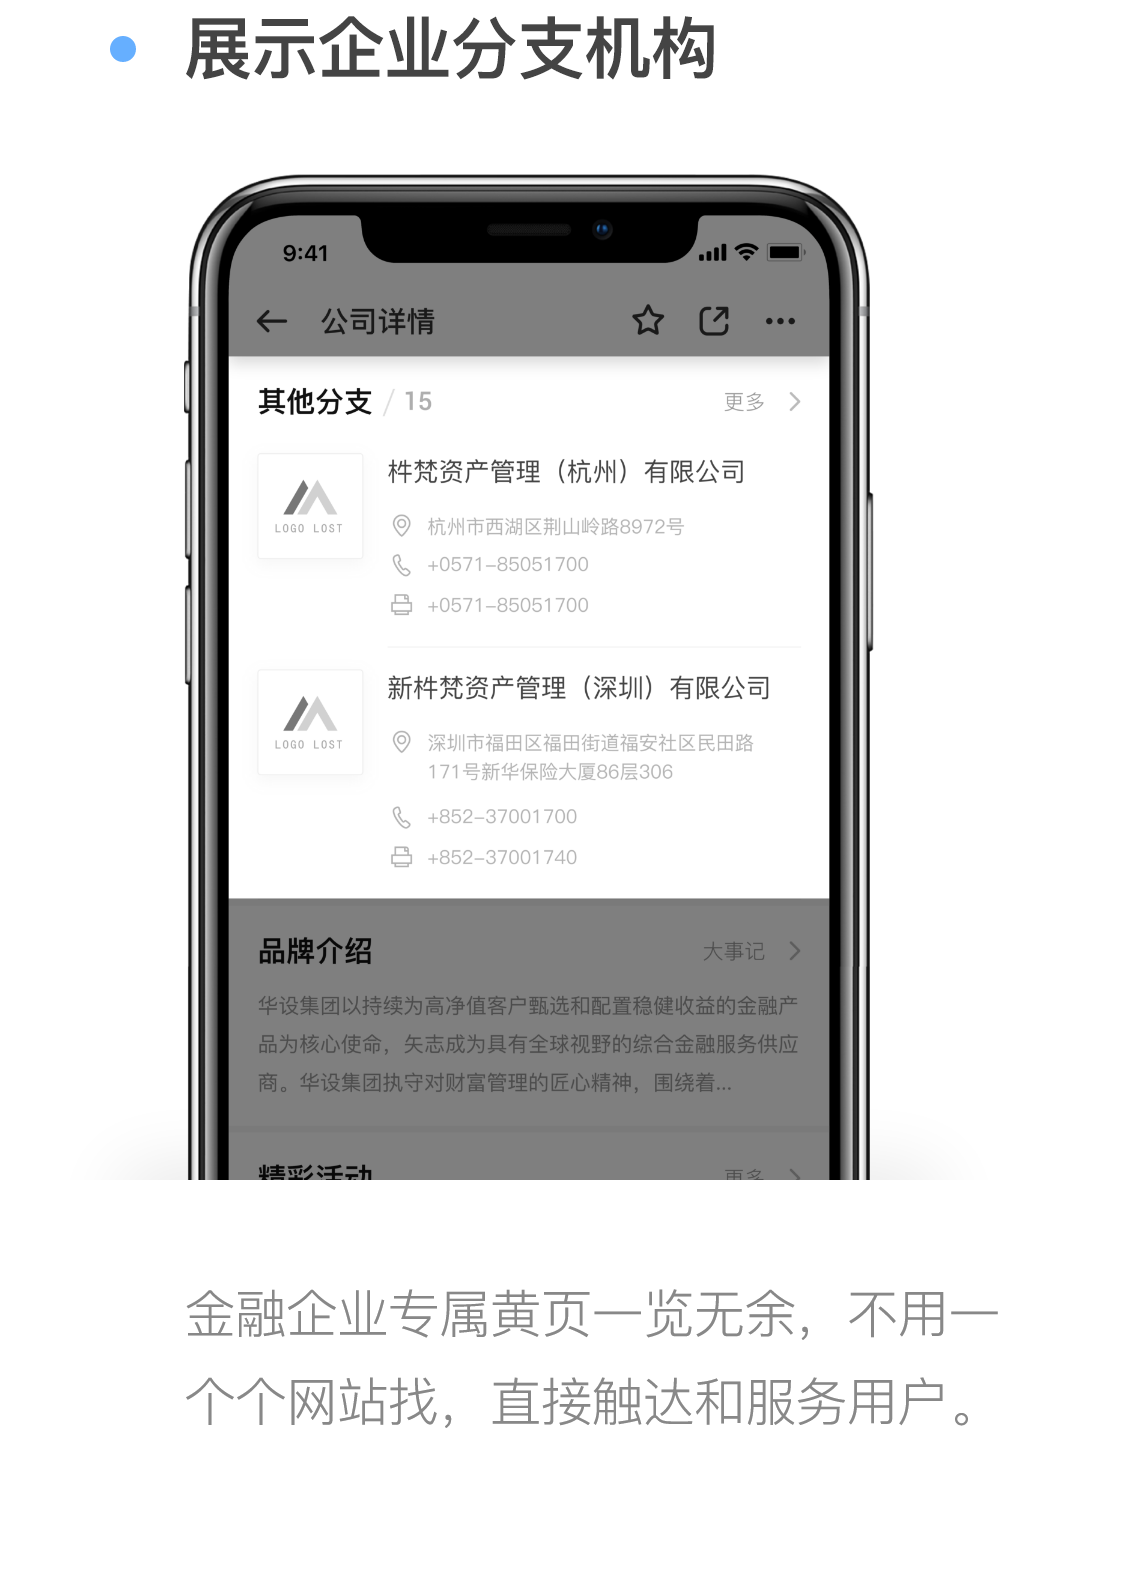 展示企业分支机构
9:41
公司详情
其他分支 / 15 更多
杵梵资产管理（杭州）有限公司
LOGO LOST
杭州市西湖区荆山岭路8972号
+0571-85051700
+0571-85051700
新杵梵资产管理（深圳）有限公司
LOGO LOST
深圳市福田区福田街道福安社区民田路
171号新华保险大厦86层306
+852-37001700
+852-37001740
品牌介绍 大事记
华设集团以持续为高净值客户甄选和配置稳健收益的金融产
品为核心使命，矢志成为具有全球视野的综合金融服务供应
商。华设集团执守对财富管理的匠心精神，围绕着...
精彩活动 更多
金融企业专属黄页一览无余，不用一
个个网站找，直接触达和服务用户。